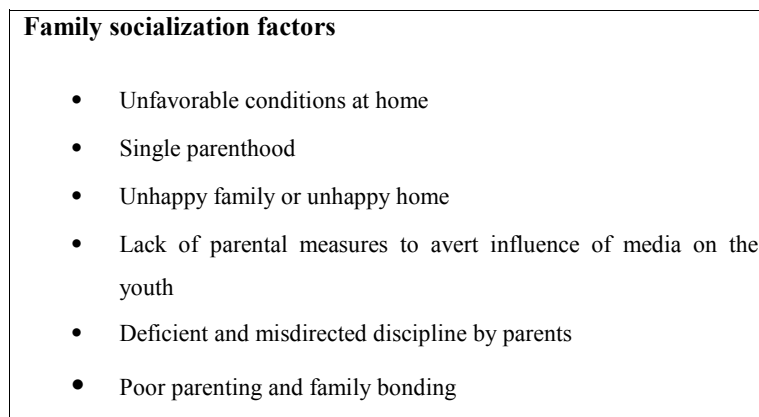 Family socialization factors
• Unfavorable conditions at home
• Single parenthood
• Unhappy family or unhappy home
• Lack of parental measures to avert influence of media on the
youth
• Deficient and misdirected discipline by parents
• Poor parenting and family bonding